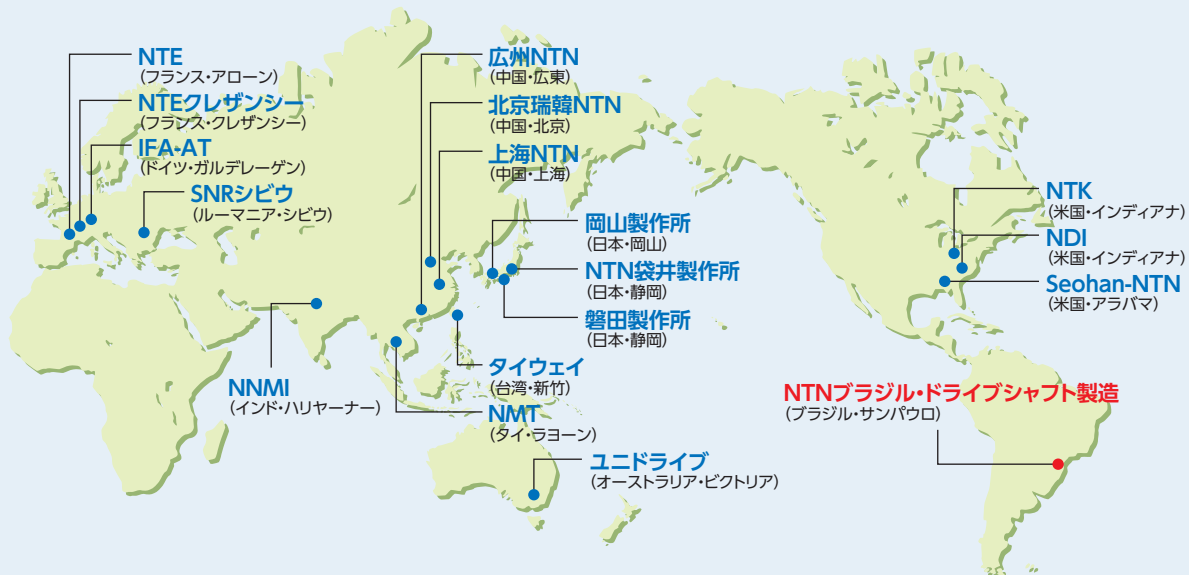 NTE
(フランス・アローン)
NTEクレザンシー
(フランス・クレザンシー)
IFA-AT
(ドイツ・ガルデレーゲン)
SNRシビウ
(ルーマニア・シビウ)
広州NTN
(中国・広東)
北京瑞韓NTN
(中国・北京)
上海NTN
(中国・上海)
岡山製作所
(日本・岡山)
NTN袋井製作所
(日本・静岡)
磐田製作所
(日本・静岡)
タイウェイ
(台湾・新竹)
NNMI
(インド・ハリヤーナー)
NMT
(タイ・ラヨーン)
ユニドライブ
(オーストラリア・ビクトリア)
NTK
(米国・インディアナ)
NDI
(米国・インディアナ)
Seohan-NTN
(米国・アラバマ)
NTNブラジル・ドライブシャフト製造
(ブラジル・サンパウロ)